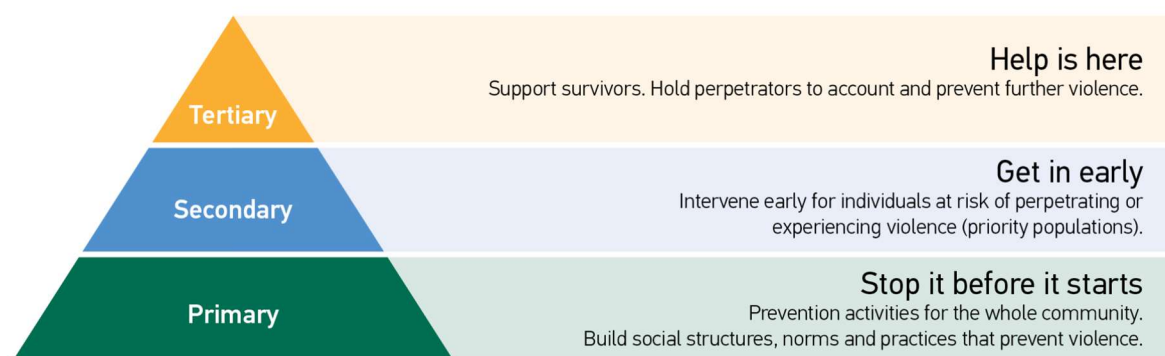 Tertiary
Help is here
Support survivors. Hold perpetrators to account and prevent further violence.
Secondary
Get in early
Intervene early for individuals at risk of perpetrating or
experiencing violence (priority populations).
Primary
Stop it before it starts
Prevention activities for the whole community.
Build social structures, norms and practices that prevent violence.